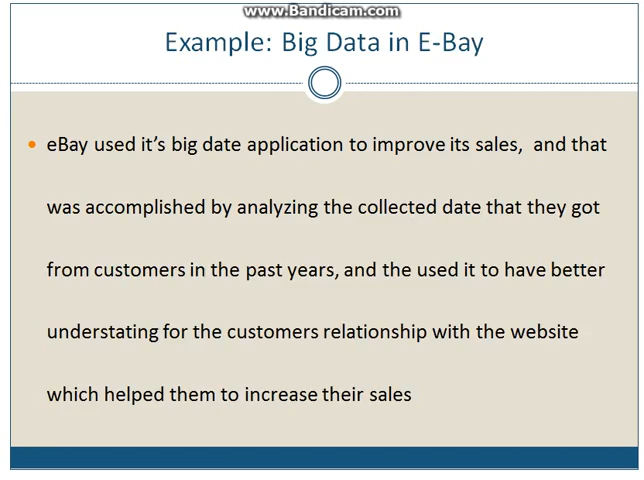 www.Bandicam.com
Example: Big Data in E-Bay
• eBay used it's big date application to improve its sales,  and that
was accomplished by analyzing the collected date that they got
from customers in the past years, and the used it to have better
understating for the customers relationship with the website
which helped them to increase their sales